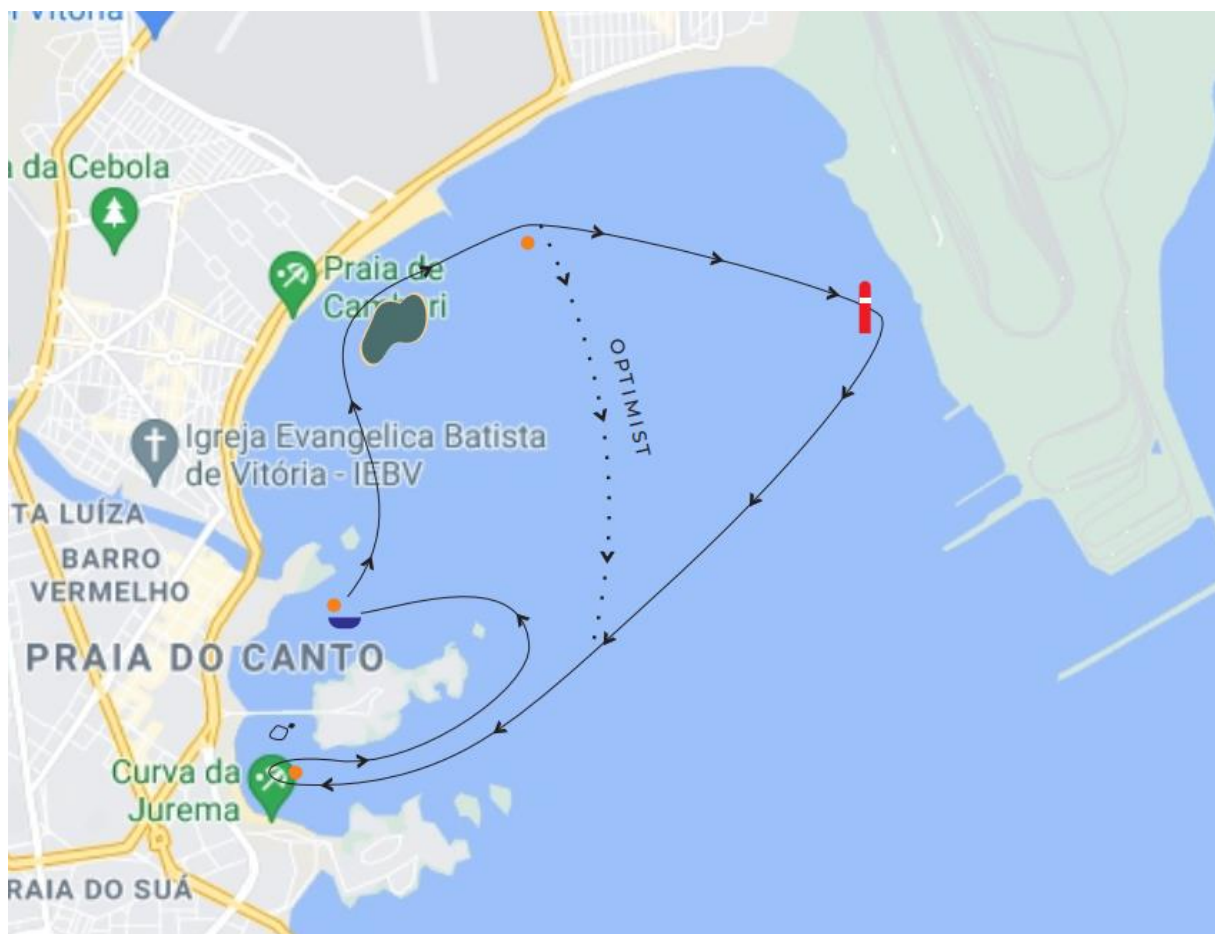 Vitória
da Cebola
Praia de
Camburi
OPTIMIST
Igreja Evangelica Batista
de Vitória - IEBV
TA LUÍZA
BARRO
VERMELHO
PRAIA DO CANTO
Curva da
Jurema
RAIA DO SUÁ